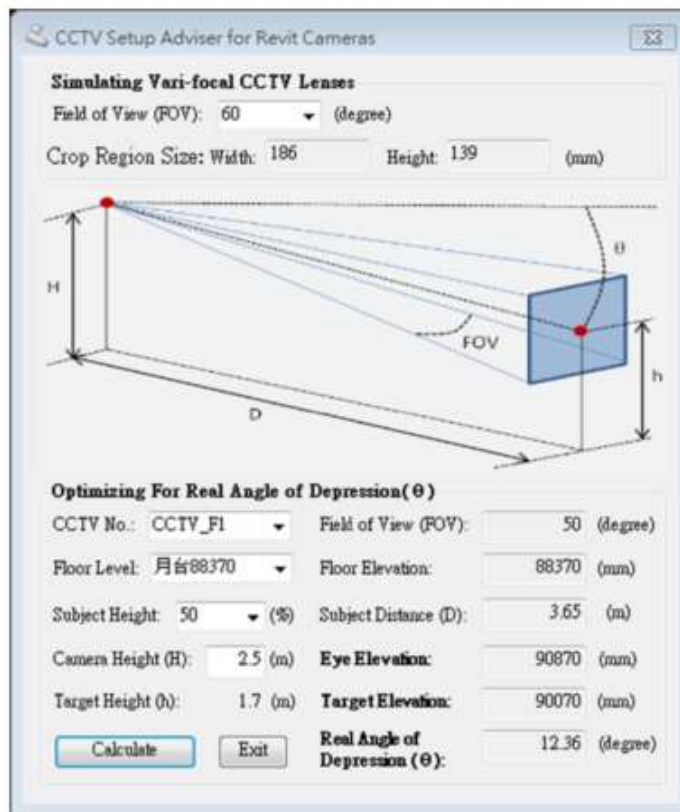 CCTV Setup Adviser for Revit Cameras
Simulating Vari-focal CCTV Lenses
Field of View (FOV): 60 (degree)
Crop Region Size: Width: 186 Height: 139 (mm)
θ
H
FOV
h
D
Optimizing For Real Angle of Depression(θ)
CCTV No.: CCTV_F1 Field of View (FOV): 50 (degree)
Floor Level: 月台88370 Floor Elevation: 88370 (mm)
Subject Height: 50 (%) Subject Distance (D): 3.65 (m)
Camera Height (H): 2.5 (m) Eye Elevation: 90870 (mm)
Target Height (h): 1.7 (m) Target Elevation: 90070 (mm)
Calculate Exit Real Angle of
Depression (θ): 12.36 (degree)